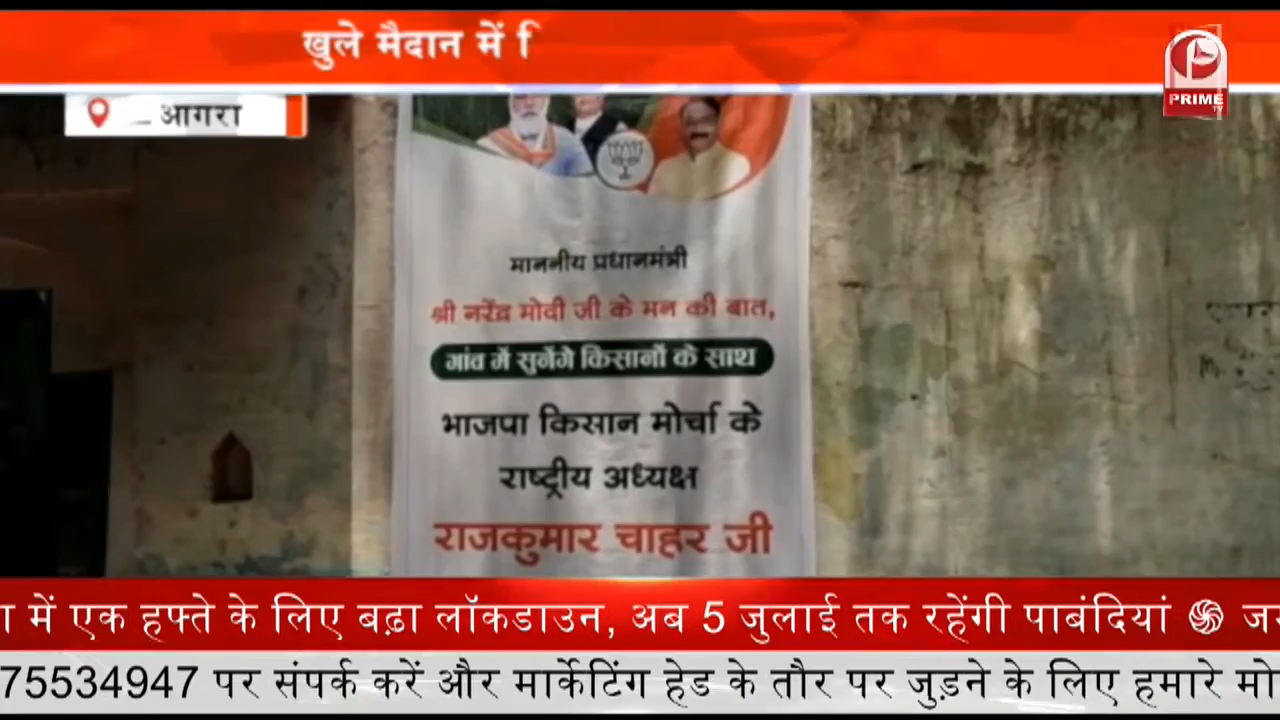 खुले मैदान में
आगरा
PRIME
TV
माननीय प्रधानमंत्री
श्री नरेंद्र मोदी जी के मन की बात,
गांव में सुनेंगे किसानों के साथ
भाजपा किसान मोर्चा के
राष्ट्रीय अध्यक्ष
राजकुमार चाहर जी
में एक हफ्ते के लिए बढ़ा लॉकडाउन, अब 5 जुलाई तक रहेंगी पाबंदियां
75534947 पर संपर्क करें और मार्केटिंग हेड के तौर पर जुड़ने के लिए हमारे मो